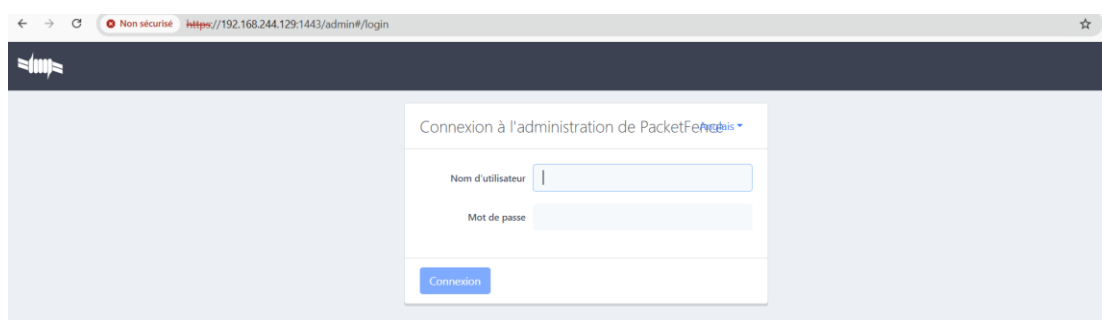 Non sécurisé https://192.168.244.129:1443/admin#/login
Connexion à l'administration de PacketFence Anglais
Nom d'utilisateur
Mot de passe
Connexion